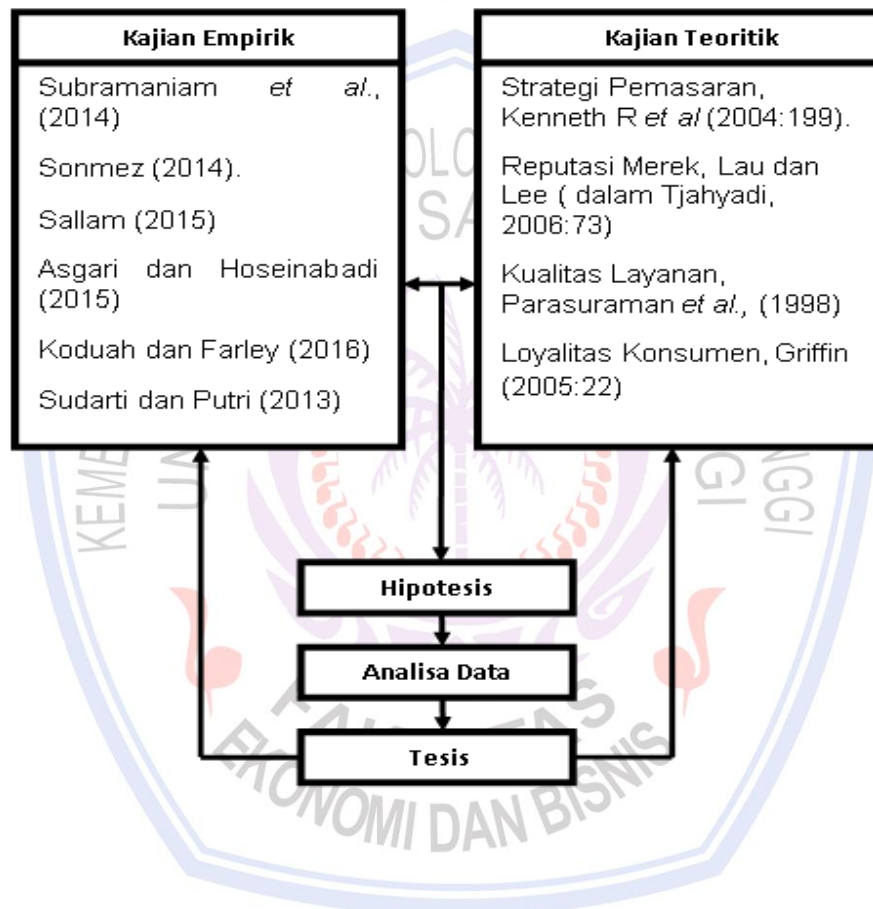 Kajian Empirik
Subramaniam et al.,
(2014)
Sonmez (2014).
Sallam (2015)
Asgari dan Hoseinabadi
(2015)
Koduah dan Farley (2016)
Sudarti dan Putri (2013)
Kajian Teoritik
Strategi Pemasaran,
Kenneth R et al (2004:199).
Reputasi Merek, Lau dan
Lee ( dalam Tjahyadi,
2006:73)
Kualitas Layanan,
Parasuraman et al., (1998)
Loyalitas Konsumen, Griffin
(2005:22)
Hipotesis
Analisa Data
Tesis
EKONOMI DAN BISNIS